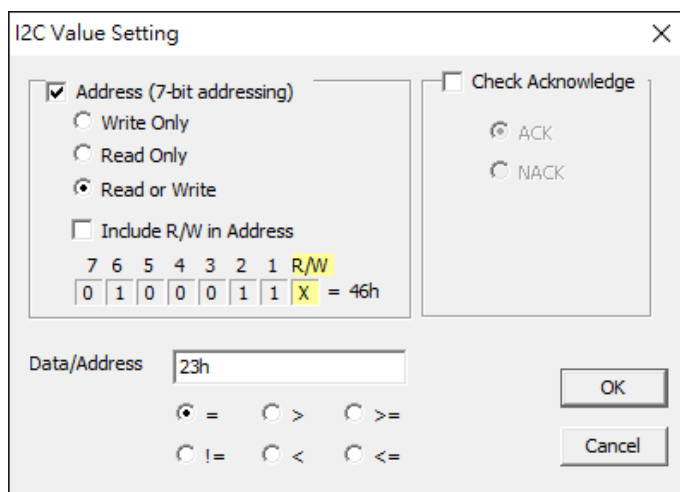 I2C Value Setting
Address (7-bit addressing)
Write Only
Read Only
Read or Write
Include R/W in Address
7 6 5 4 3 2 1 R/W
0 1 0 0 0 1 1 X = 46h
Check Acknowledge
ACK
NACK
Data/Address 23h
= > >=
!= < <=
OK
Cancel